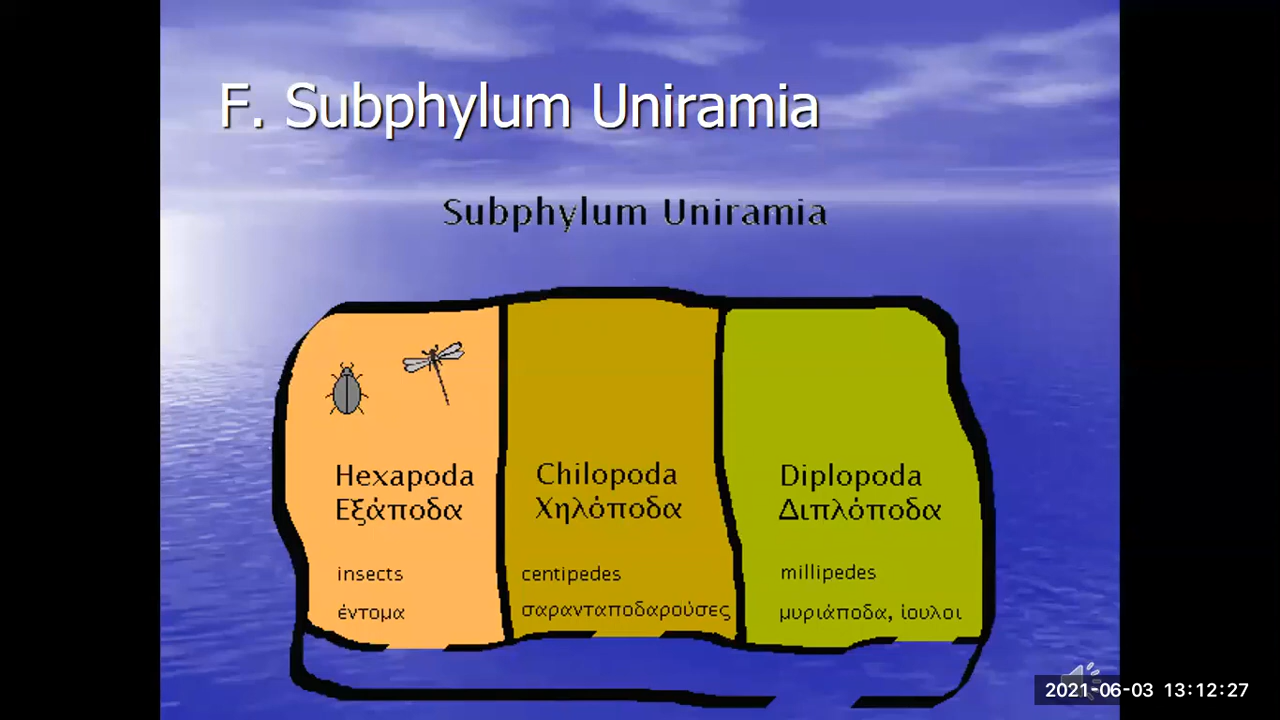 F. Subphylum Uniramia
Subphylum Uniramia
Hexapoda
Εξάποδα
insects
έντομα
Chilopoda
Χηλόποδα
centipedes
σαρανταποδαρούσες
Diplopoda
Διπλόποδα
millipedes
μυριάποδα, ίουλοι
2021-06-03 13:12:27